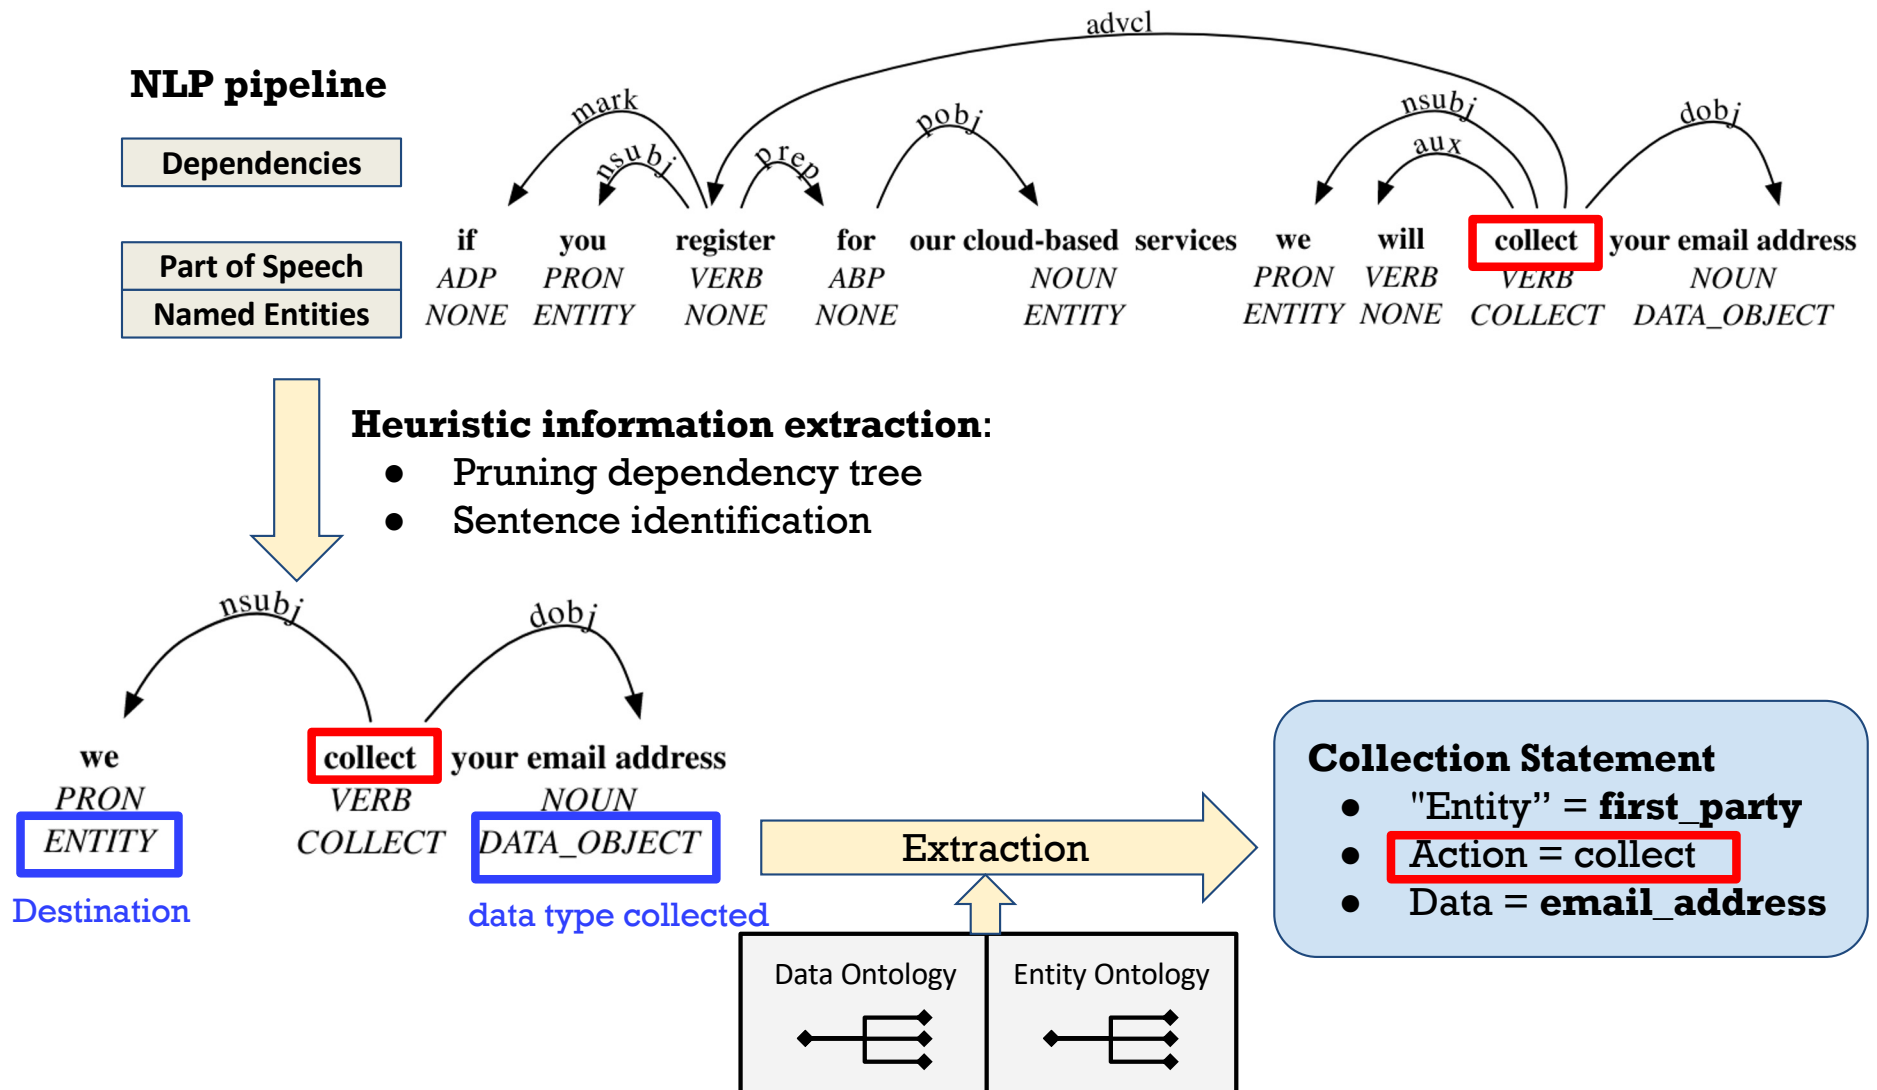 advcl
NLP pipeline
mark
pobj
nsubj
dobj
nsubj
prep
aux
Dependencies
if you register for our cloud-based services we will collect your email address
Part of Speech
ADP PRON VERB ABP NOUN PRON VERB VERB NOUN
Named Entities
NONE ENTITY NONE NONE ENTITY ENTITY NONE COLLECT DATA_OBJECT
Heuristic information extraction:
● Pruning dependency tree
● Sentence identification
nsubj
dobj
we collect your email address
PRON VERB NOUN
ENTITY COLLECT DATA_OBJECT
Destination
data type collected
Extraction
Data Ontology
Entity Ontology
Collection Statement
● "Entity” = first_party
● Action = collect
● Data = email_address